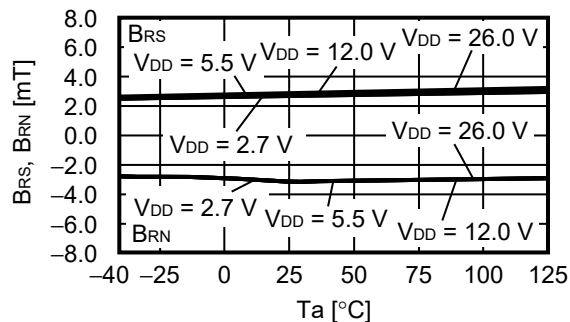 8.0
6.0
4.0
2.0
0.0
−2.0
−4.0
−6.0
−8.0
BRS, BRN [mT]
BRS
VDD = 5.5 V
VDD = 12.0 V
VDD = 26.0 V
VDD = 2.7 V
VDD = 26.0 V
VDD = 2.7 V
VDD = 5.5 V
VDD = 12.0 V
BRN
−40 −25 0 25 50 75 100 125
Ta [°C]